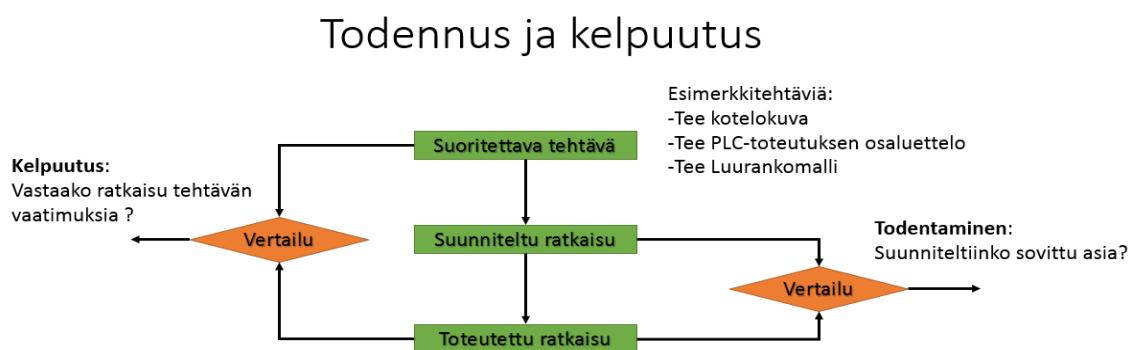 Todennus ja kelpuutus
Esimerkkitehtäviä:
-Tee kotelokuva
-Tee PLC-toteutuksen osaluettelo
-Tee Luurankomalli
Suoritettava tehtävä
Kelpuutus:
Vastaako ratkaisu tehtävän
vaatimuksia ?
Vertailu
Suunniteltu ratkaisu
Todentaminen:
Suunniteltiinko sovittu asia?
Vertailu
Toteutettu ratkaisu